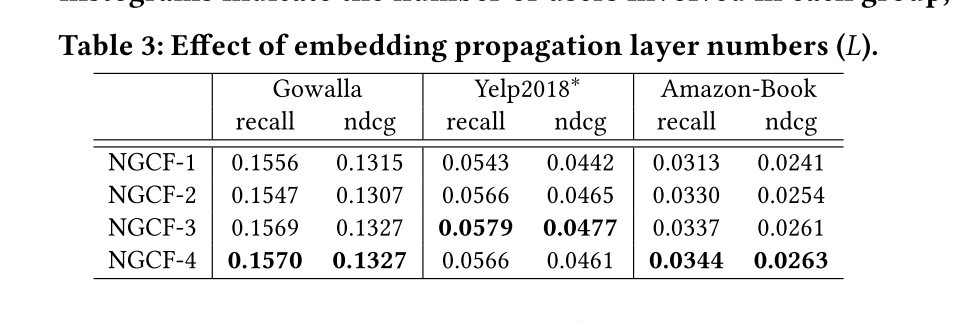 Table 3: Effect of embedding propagation layer numbers (L).
Gowalla Yelp2018* Amazon-Book
recall ndcg recall ndcg recall ndcg
NGCF-1 0.1556 0.1315 0.0543 0.0442 0.0313 0.0241
NGCF-2 0.1547 0.1307 0.0566 0.0465 0.0330 0.0254
NGCF-3 0.1569 0.1327 0.0579 0.0477 0.0337 0.0261
NGCF-4 0.1570 0.1327 0.0566 0.0461 0.0344 0.0263